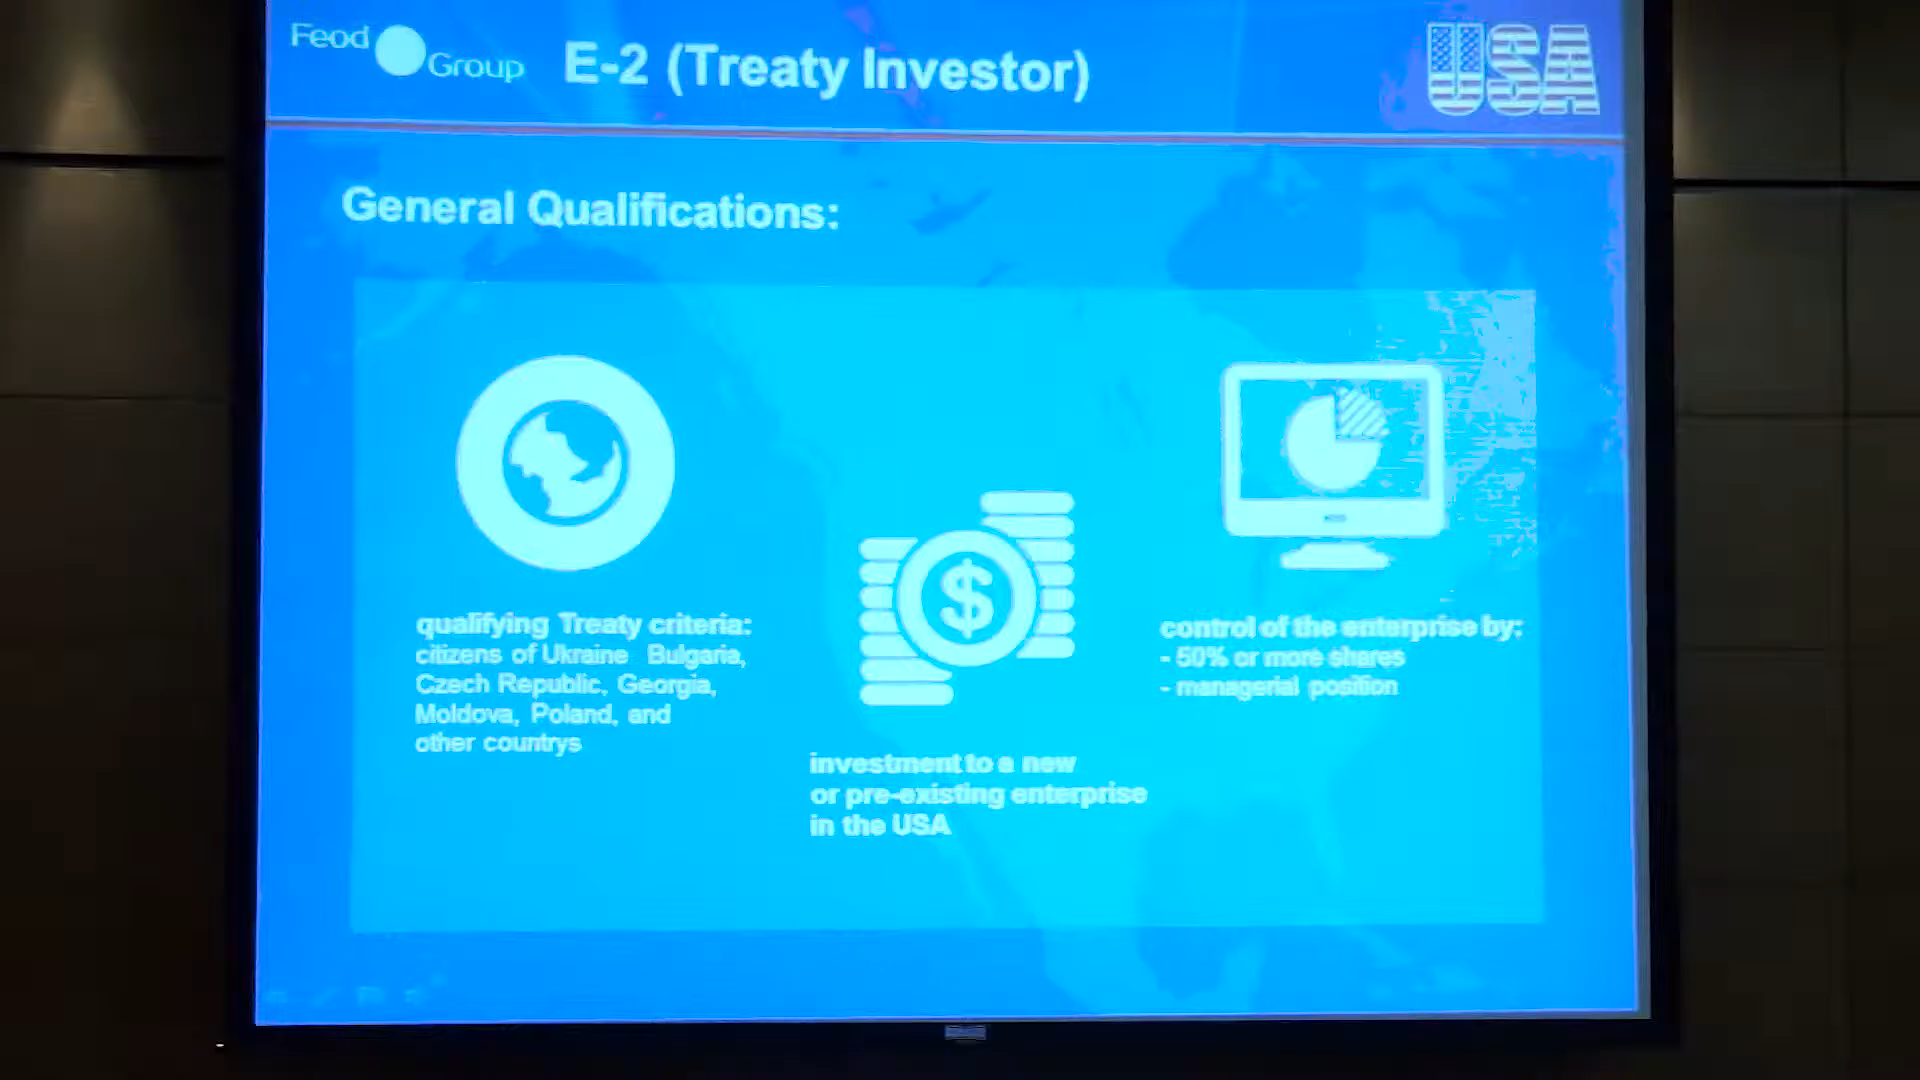 Feod Group
E-2 (Treaty Investor)
USA
General Qualifications:
qualifying Treaty criteria:
citizens of Ukraine Bulgaria,
Czech Republic, Georgia,
Moldova, Poland, and
other countrys
$
investment to a new
or pre-existing enterprise
in the USA
control of the enterprise by:
- 50% or more shares
- managerial position